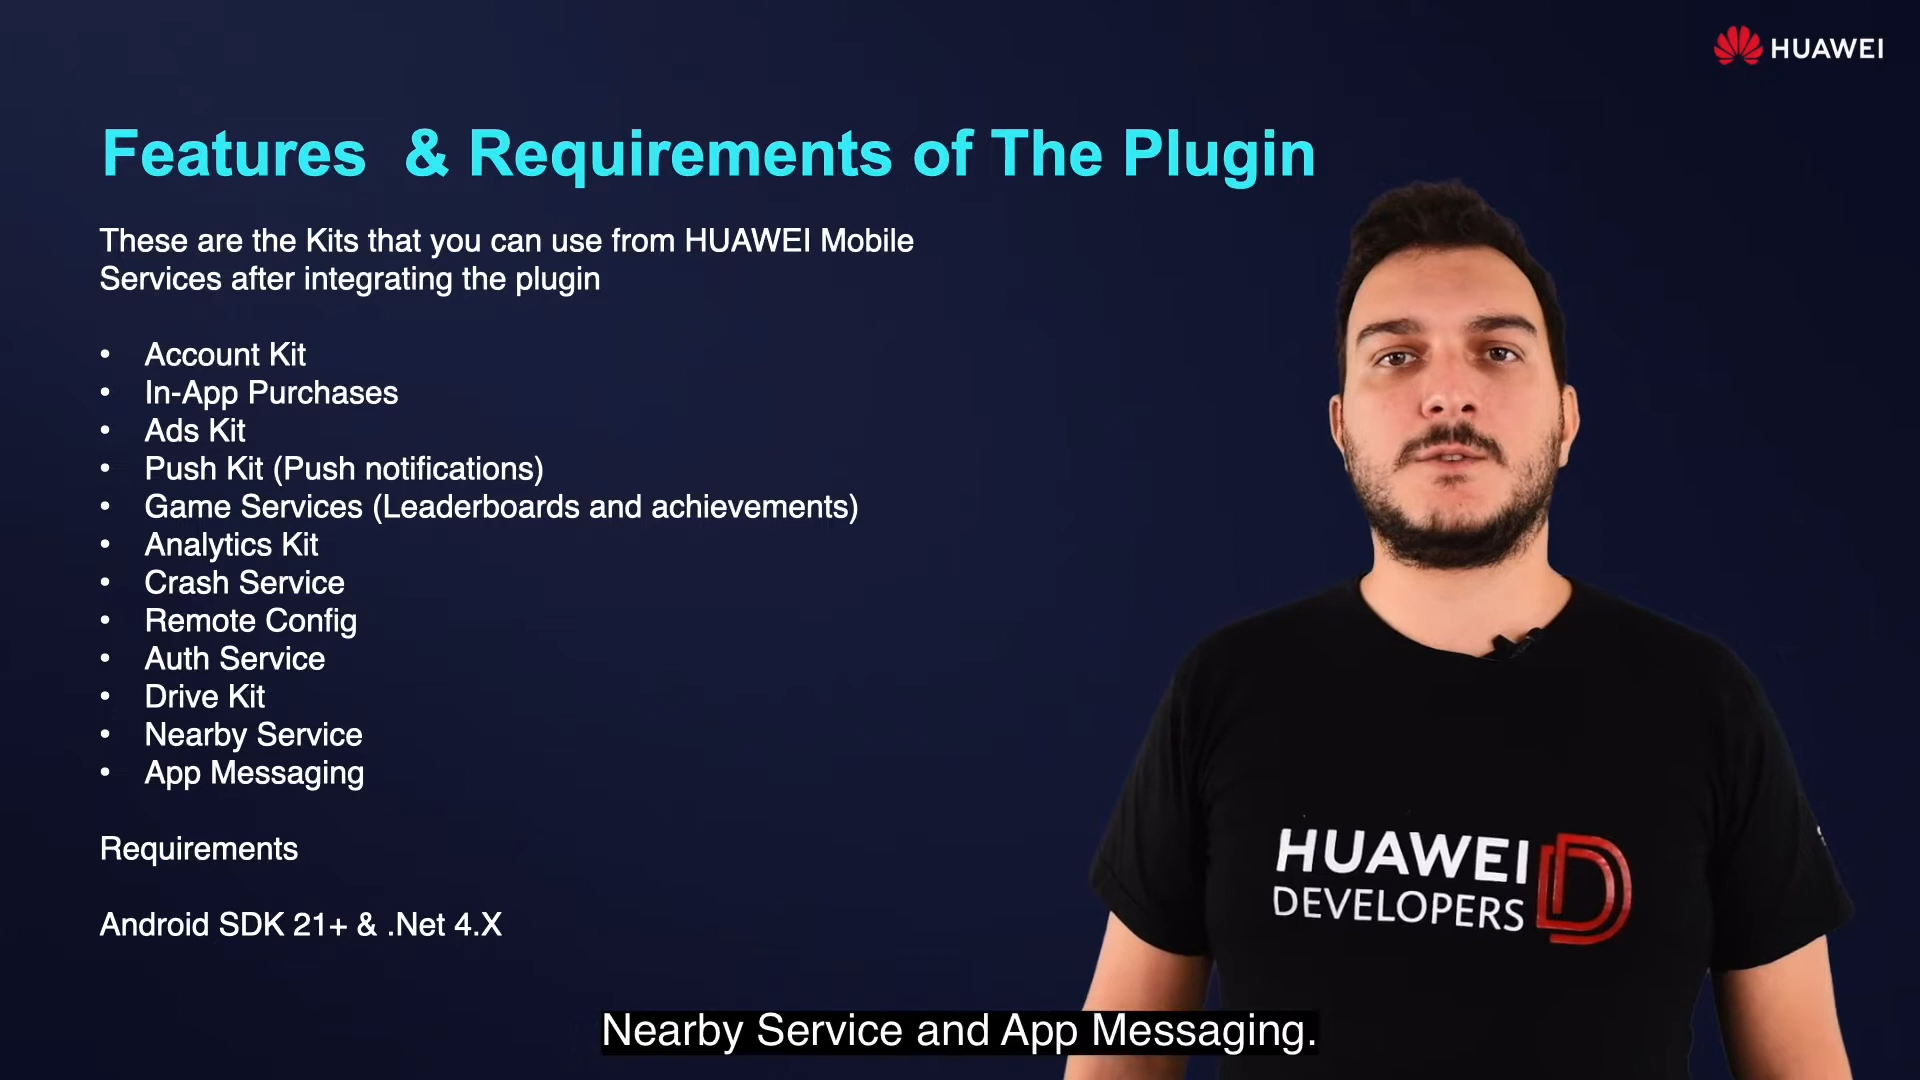 HUAWEI
Features & Requirements of The Plugin
These are the Kits that you can use from HUAWEI Mobile
Services after integrating the plugin
• Account Kit
• In-App Purchases
• Ads Kit
• Push Kit (Push notifications)
• Game Services (Leaderboards and achievements)
• Analytics Kit
• Crash Service
• Remote Config
• Auth Service
• Drive Kit
• Nearby Service
• App Messaging
Requirements
Android SDK 21+ & .Net 4.X
HUAWEI
DEVELOPERS
Nearby Service and App Messaging.